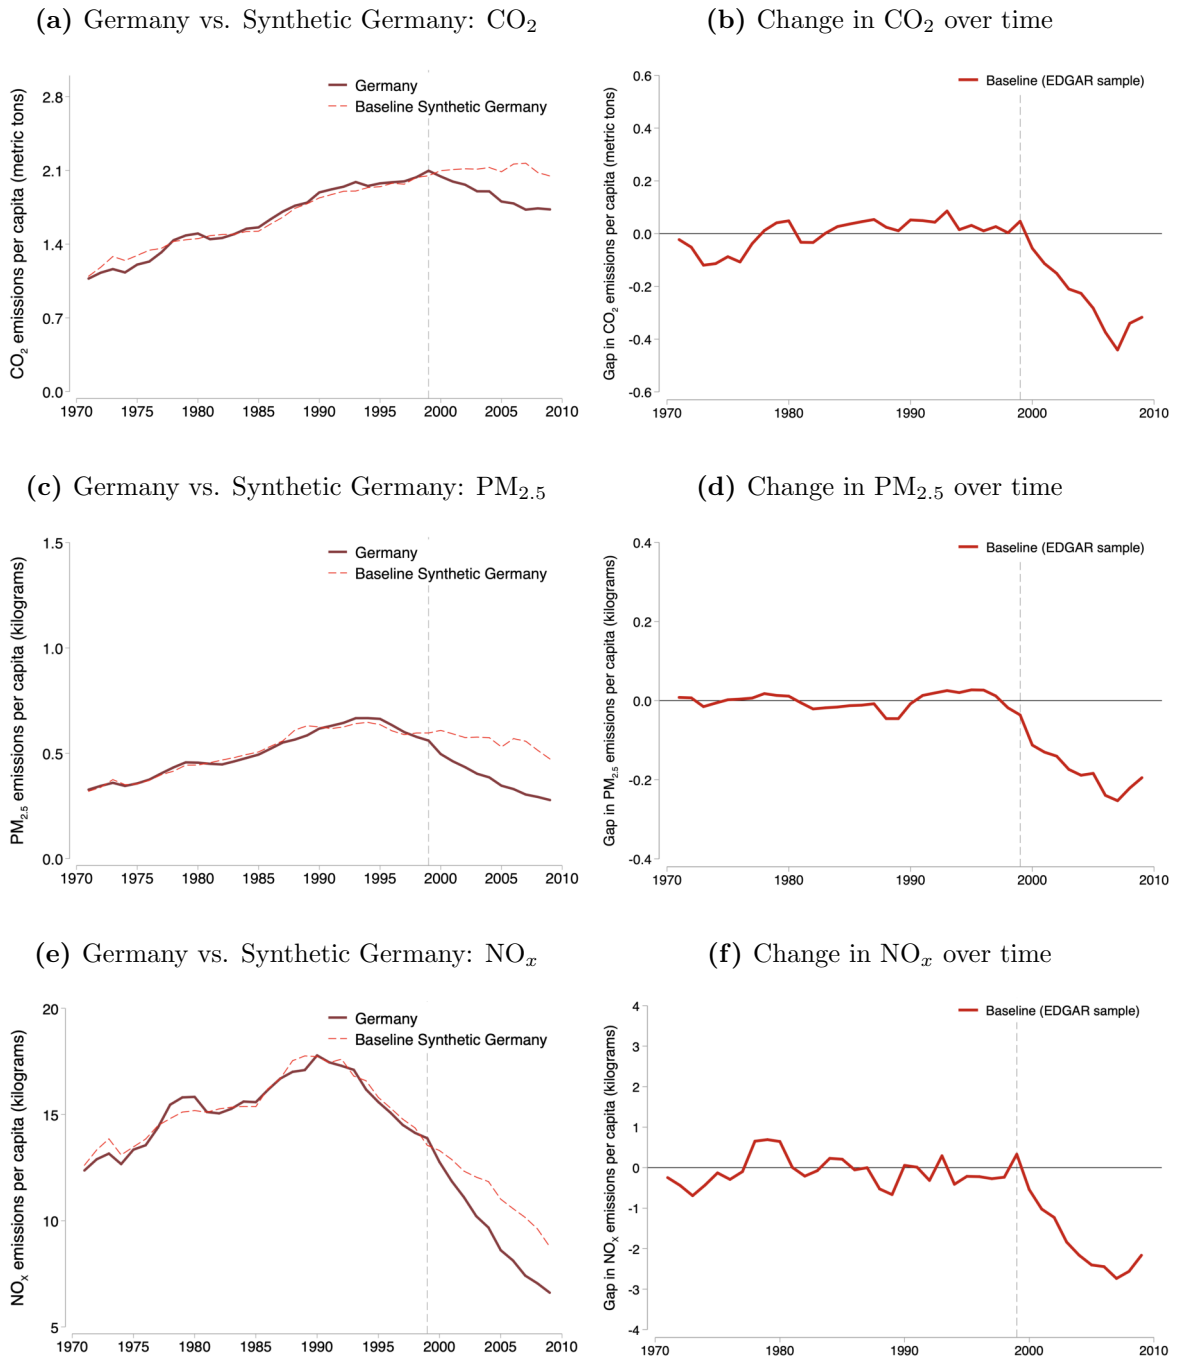 (a) Germany vs. Synthetic Germany: CO₂
CO₂ emissions per capita (metric tons)
2.8
2.1
1.4
0.7
0.0
Germany
Baseline Synthetic Germany
1970 1975 1980 1985 1990 1995 2000 2005 2010
(b) Change in CO₂ over time
Gap in CO₂ emissions per capita (metric tons)
0.6
0.4
0.2
0.0
-0.2
-0.4
-0.6
Baseline (EDGAR sample)
1970 1980 1990 2000 2010
(c) Germany vs. Synthetic Germany: PM₂.₅
PM₂.₅ emissions per capita (kilograms)
1.5
1.0
0.5
0.0
Germany
Baseline Synthetic Germany
1970 1975 1980 1985 1990 1995 2000 2005 2010
(d) Change in PM₂.₅ over time
Gap in PM₂.₅ emissions per capita (kilograms)
0.4
0.2
0.0
-0.2
-0.4
Baseline (EDGAR sample)
1970 1980 1990 2000 2010
(e) Germany vs. Synthetic Germany: NOₓ
NOₓ emissions per capita (kilograms)
20
15
10
5
Germany
Baseline Synthetic Germany
1970 1975 1980 1985 1990 1995 2000 2005 2010
(f) Change in NOₓ over time
Gap in NOₓ emissions per capita (kilograms)
4
3
2
1
0
-1
-2
-3
-4
Baseline (EDGAR sample)
1970 1980 1990 2000 2010